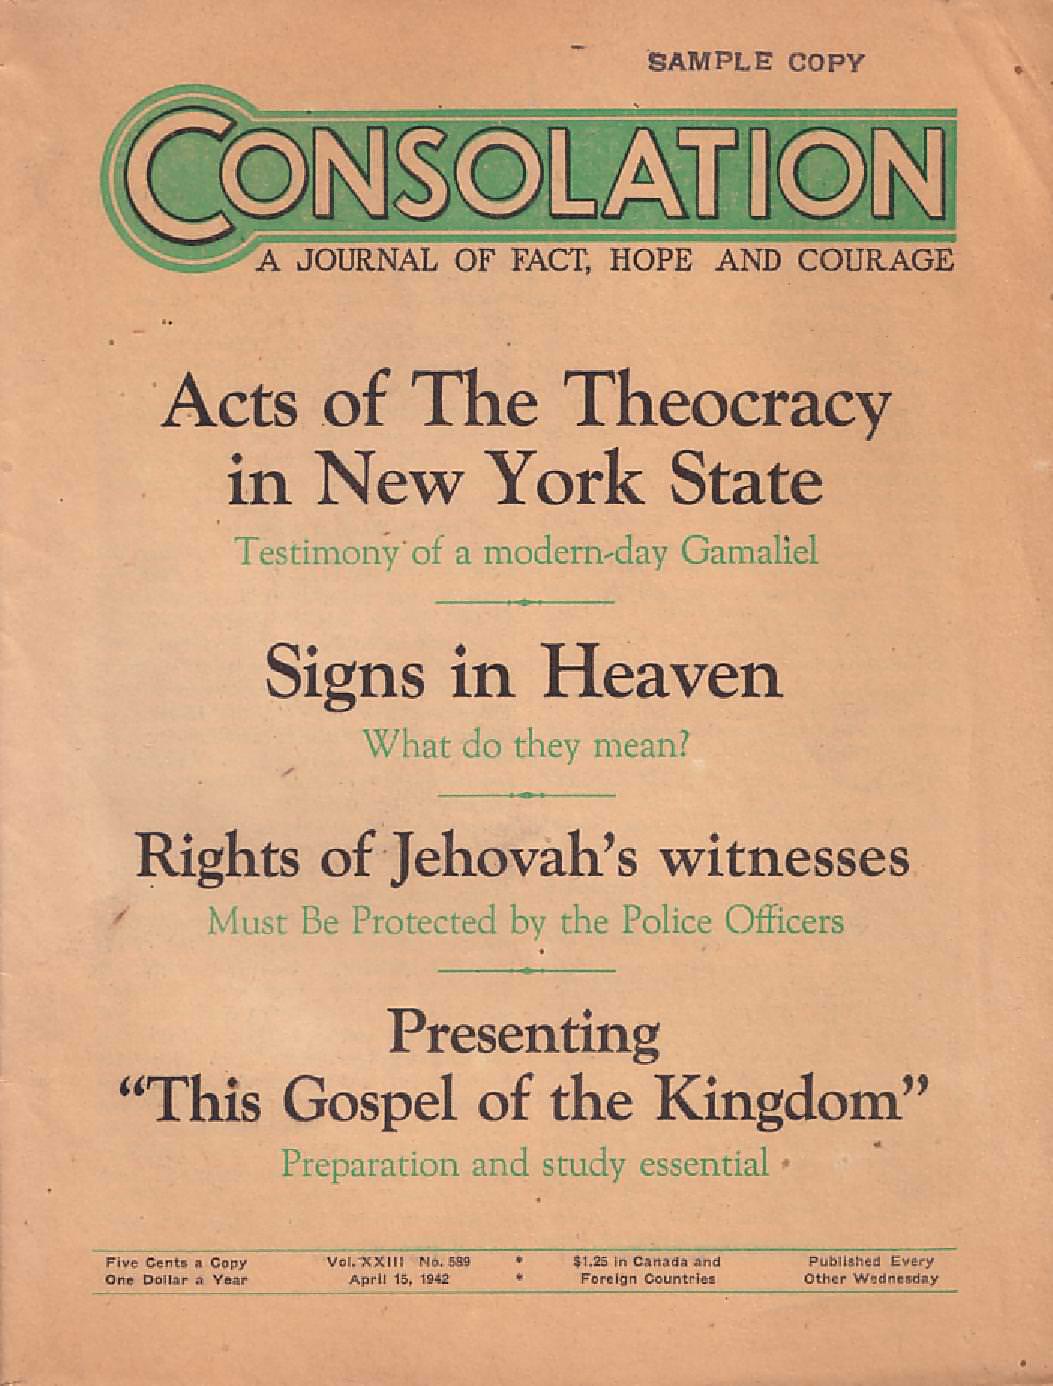 SAMPLE COPY
CONSOLATION
A JOURNAL OF FACT, HOPE AND COURAGE
Acts of The Theocracy
in New York State
Testimony of a modern-day Gamaliel
Signs in Heaven
What do they mean?
Rights of Jehovah's witnesses
Must Be Protected by the Police Officers
Presenting
“This Gospel of the Kingdom”
Preparation and study essential
Five Cents a Copy Vol. XXIII No. 589 * $1.25 in Canada and Published Every
One Dollar a Year April 15, 1942 * Foreign Countries Other Wednesday